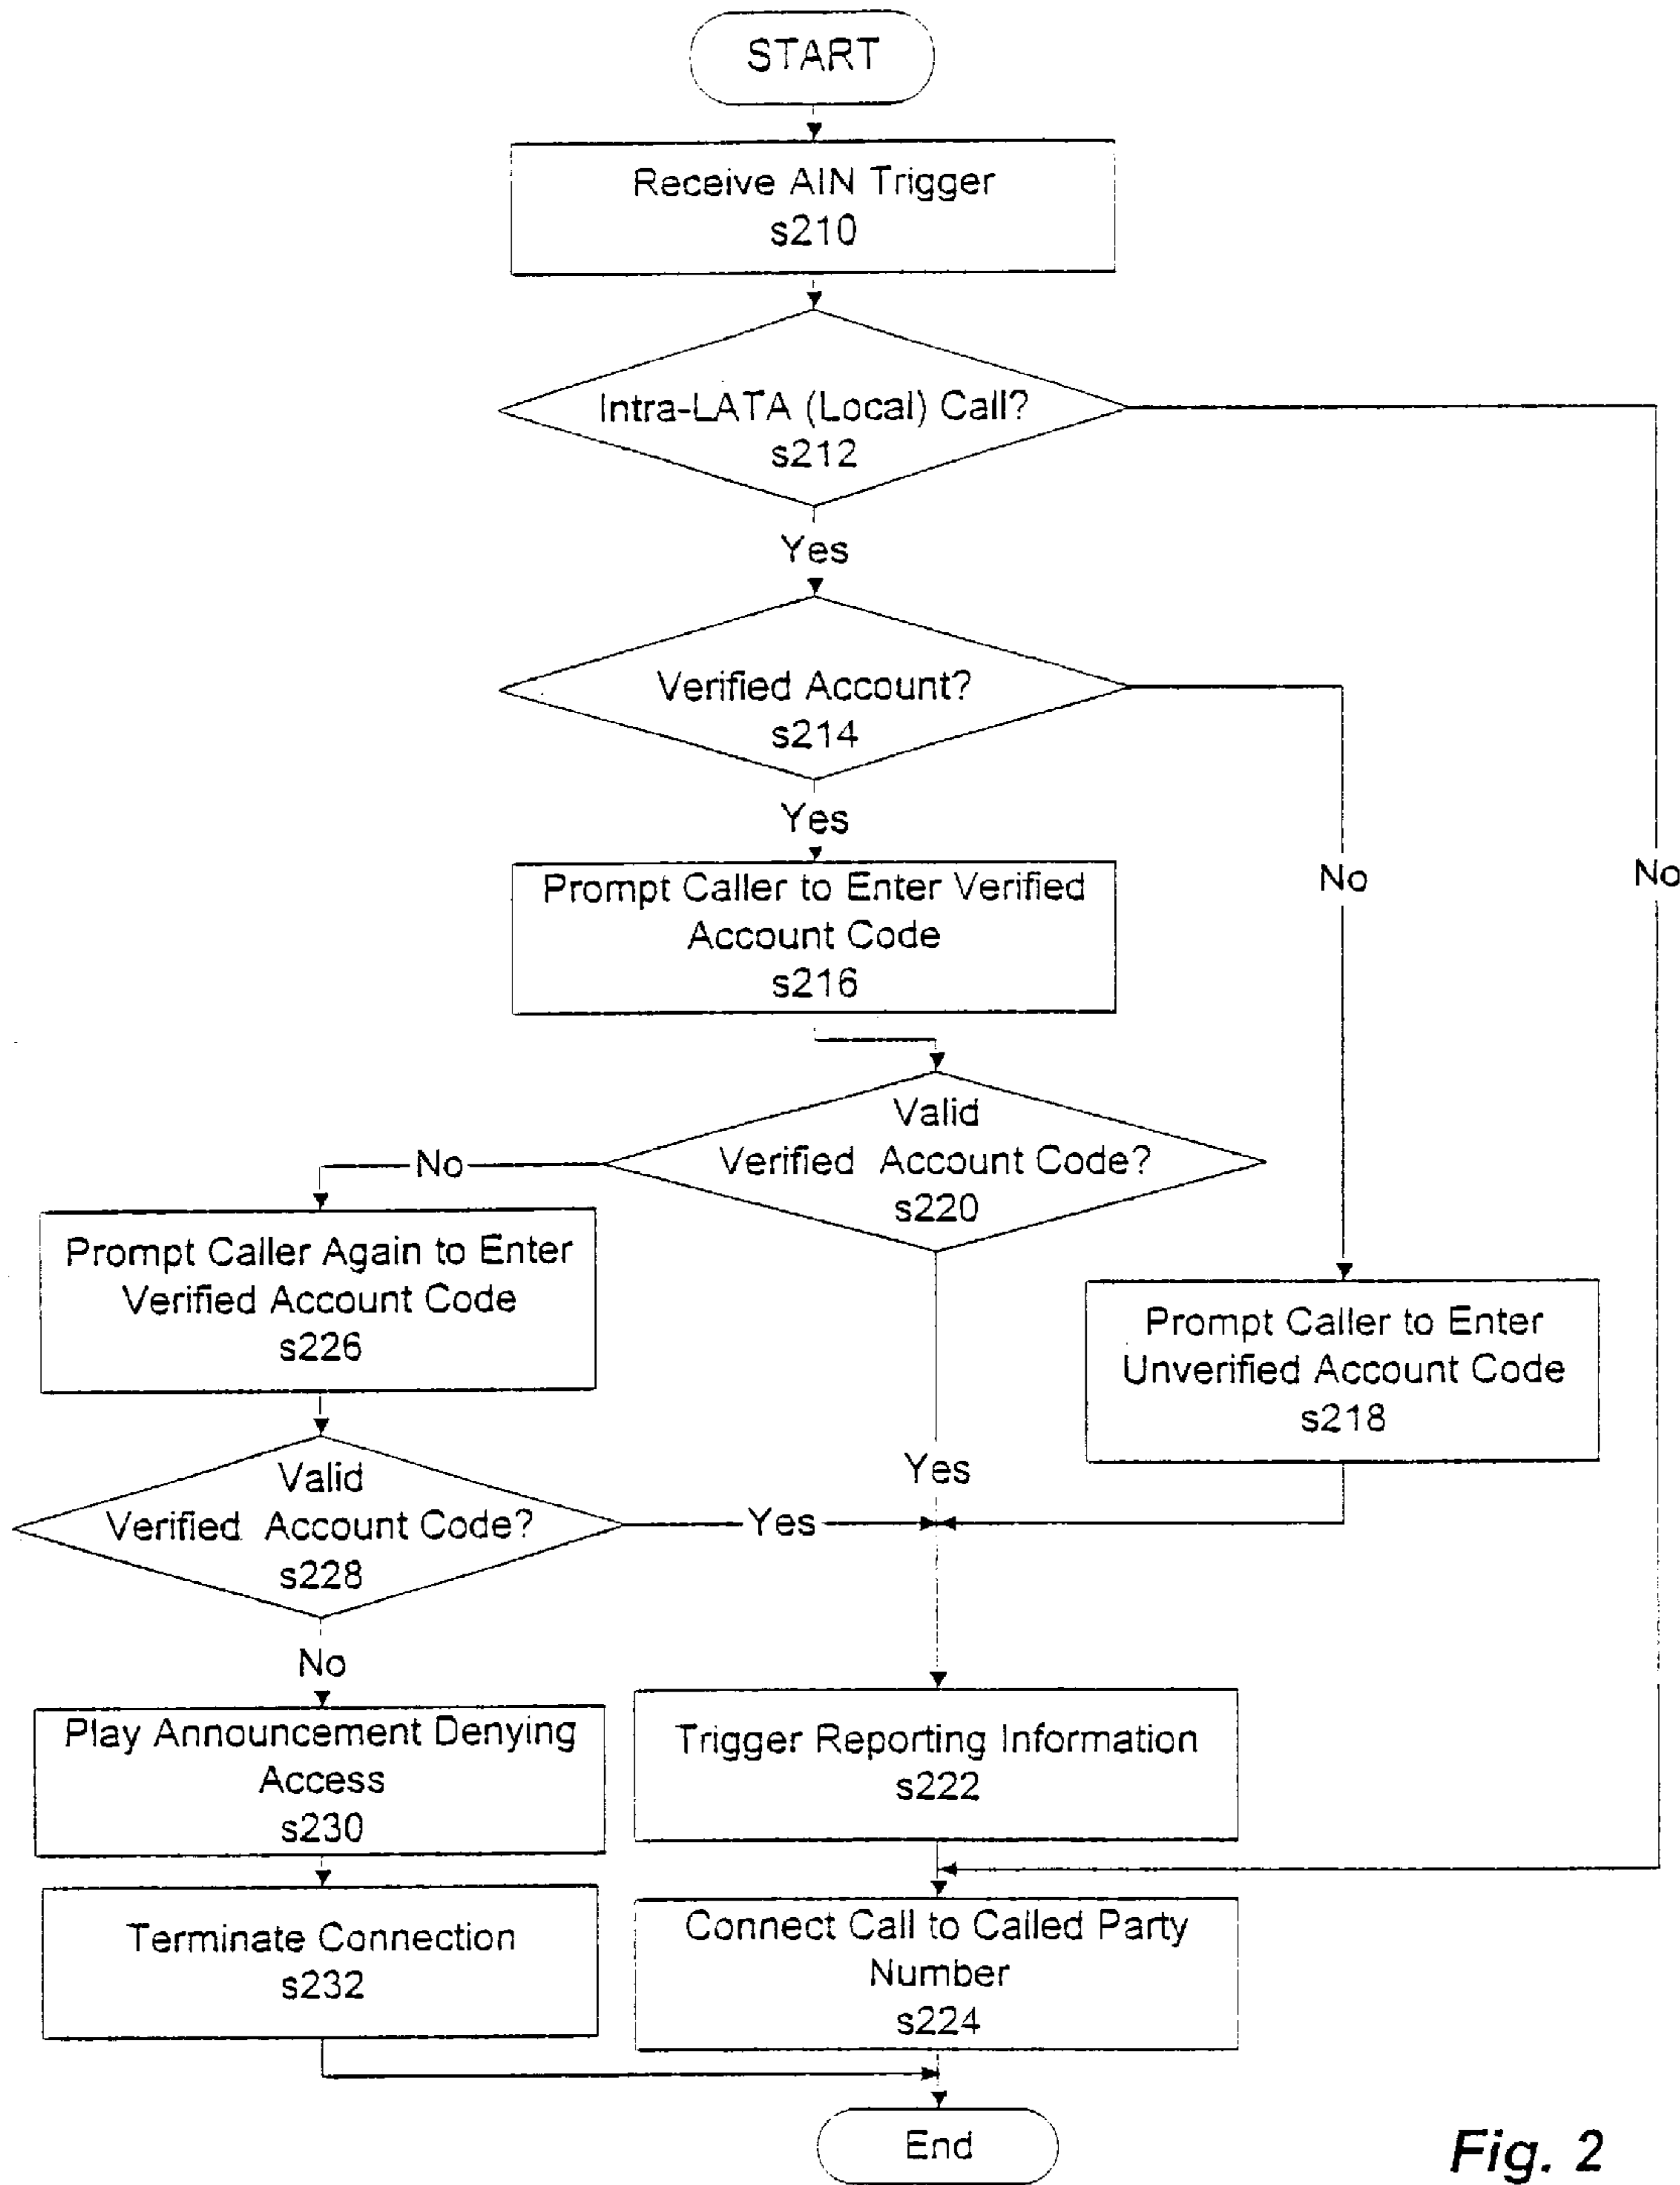 START
Receive AIN Trigger
s210
Intra-LATA (Local) Call?
s212
Yes
Verified Account?
s214
Yes
No
No
Prompt Caller to Enter Verified
Account Code
s216
Valid
Verified Account Code?
s220
No
Prompt Caller Again to Enter
Verified Account Code
s226
Prompt Caller to Enter
Unverified Account Code
s218
Yes
Valid
Verified Account Code?
s228
Yes
No
Play Announcement Denying
Access
s230
Trigger Reporting Information
s222
Terminate Connection
s232
Connect Call to Called Party
Number
s224
End
Fig. 2